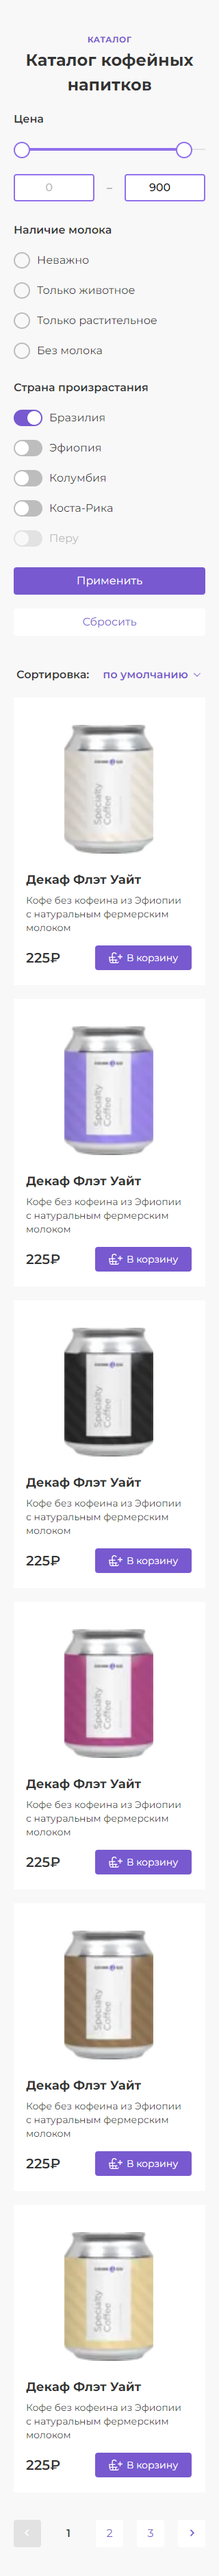 КАТАЛОГ
Каталог кофейных
напитков
Цена
0 – 900
Наличие молока
Неважно
Только животное
Только растительное
Без молока
Страна произрастания
Бразилия
Эфиопия
Колумбия
Коста-Рика
Перу
Применить
Сбросить
Сортировка: по умолчанию
Specialty
Coffee
Декаф Флэт Уайт
Кофе без кофеина из Эфиопии
с натуральным фермерским
молоком
225₽ В корзину
Specialty
Coffee
Декаф Флэт Уайт
Кофе без кофеина из Эфиопии
с натуральным фермерским
молоком
225₽ В корзину
Specialty
Coffee
Декаф Флэт Уайт
Кофе без кофеина из Эфиопии
с натуральным фермерским
молоком
225₽ В корзину
Specialty
Coffee
Декаф Флэт Уайт
Кофе без кофеина из Эфиопии
с натуральным фермерским
молоком
225₽ В корзину
Specialty
Coffee
Декаф Флэт Уайт
Кофе без кофеина из Эфиопии
с натуральным фермерским
молоком
225₽ В корзину
Specialty
Coffee
Декаф Флэт Уайт
Кофе без кофеина из Эфиопии
с натуральным фермерским
молоком
225₽ В корзину
1 2 3